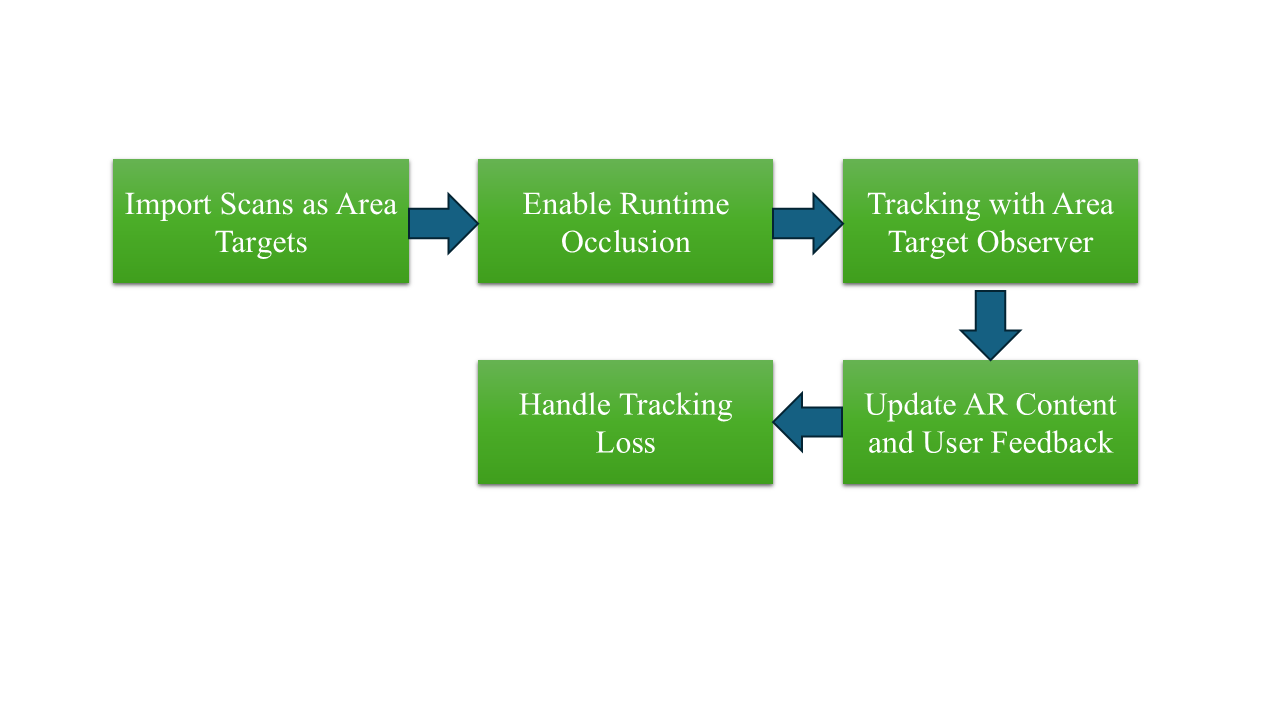 Import Scans as Area
Targets
Enable Runtime
Occlusion
Tracking with Area
Target Observer
Update AR Content
and User Feedback
Handle Tracking
Loss